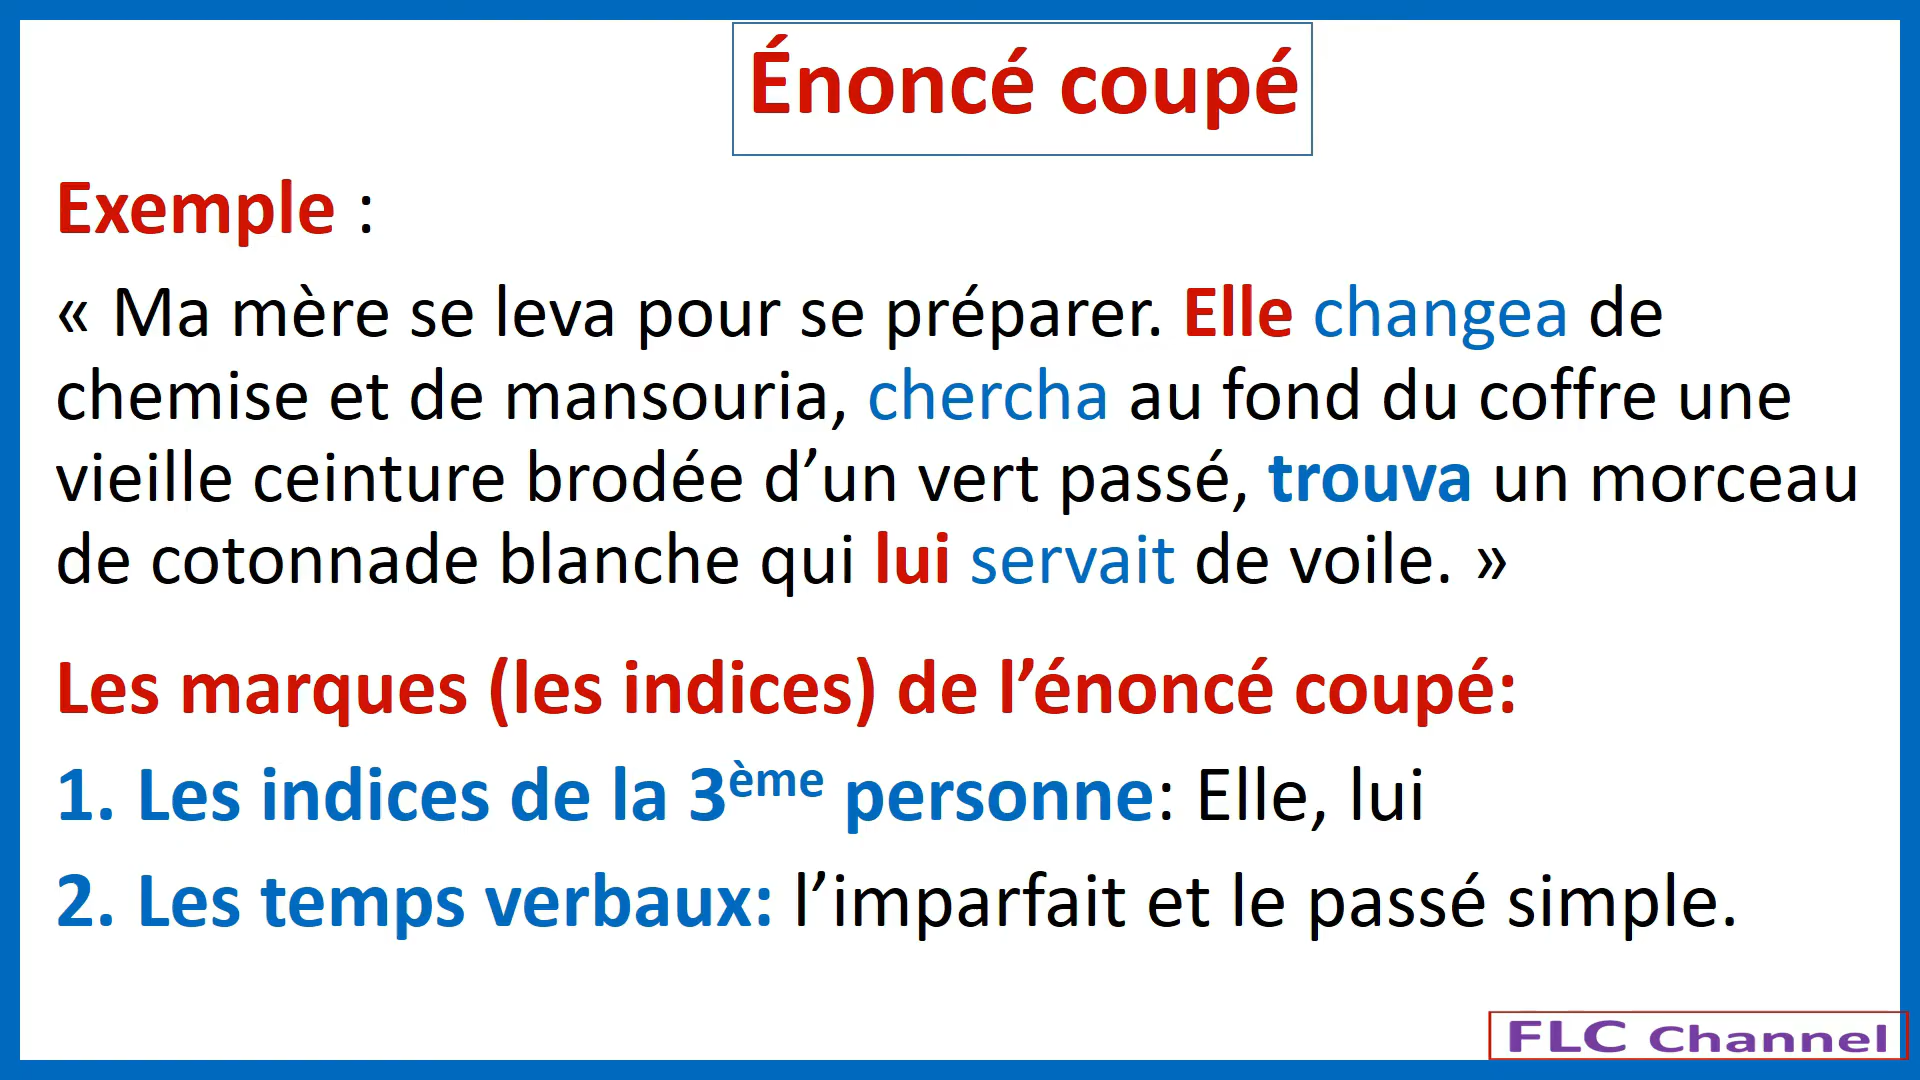 Énoncé coupé
Exemple :
« Ma mère se leva pour se préparer. Elle changea de
chemise et de mansouria, chercha au fond du coffre une
vieille ceinture brodée d’un vert passé, trouva un morceau
de cotonnade blanche qui lui servait de voile. »
Les marques (les indices) de l’énoncé coupé:
1. Les indices de la 3ème personne: Elle, lui
2. Les temps verbaux: l’imparfait et le passé simple.
FLC Channel